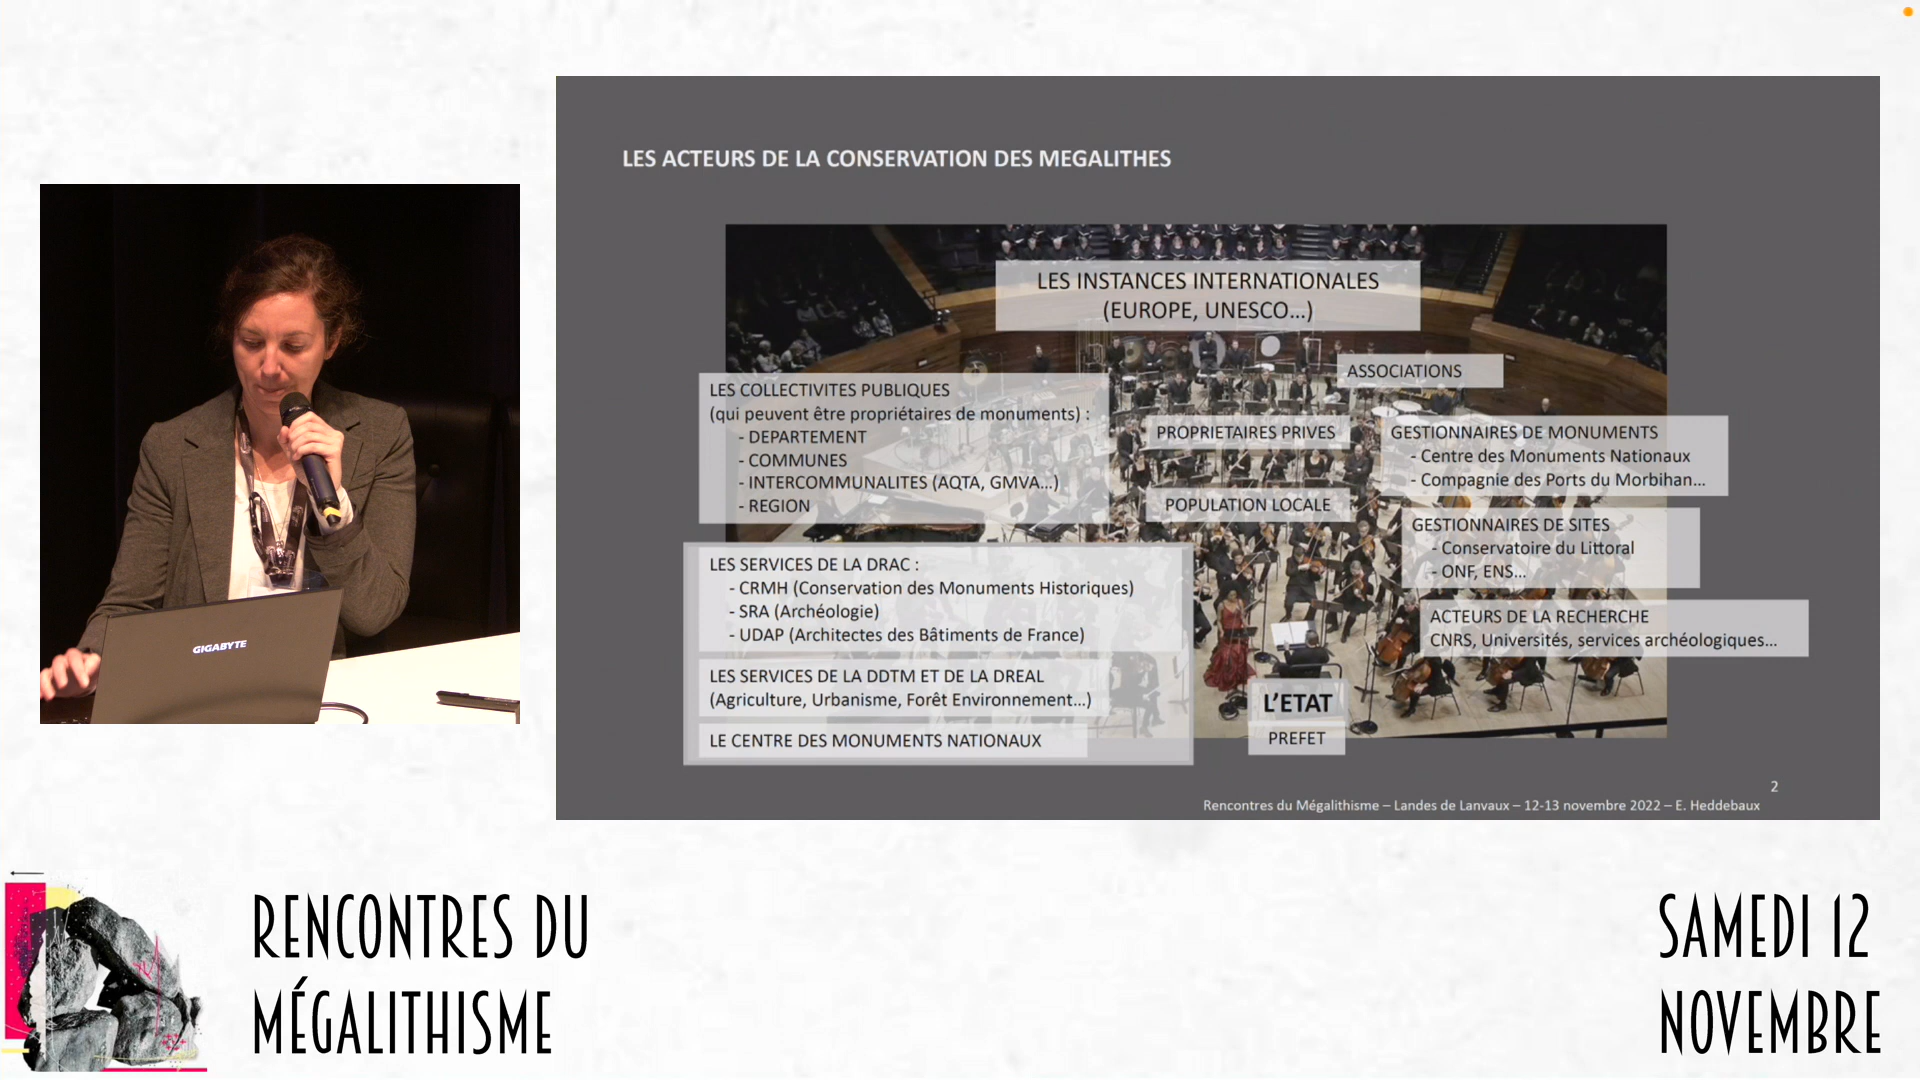 LES ACTEURS DE LA CONSERVATION DES MEGALITHES
LES INSTANCES INTERNATIONALES
(EUROPE, UNESCO...)
ASSOCIATIONS
LES COLLECTIVITES PUBLIQUES
(qui peuvent être propriétaires de monuments) :
- DEPARTEMENT
- COMMUNES
- INTERCOMMUNALITES (AQTA, GMVA...)
- REGION
PROPRIETAIRES PRIVES
POPULATION LOCALE
GESTIONNAIRES DE MONUMENTS
- Centre des Monuments Nationaux
- Compagnie des Ports du Morbihan...
GESTIONNAIRES DE SITES
- Conservatoire du Littoral
- ONF, ENS...
LES SERVICES DE LA DRAC :
- CRMH (Conservation des Monuments Historiques)
- SRA (Archéologie)
- UDAP (Architectes des Bâtiments de France)
ACTEURS DE LA RECHERCHE
CNRS, Universités, services archéologiques...
LES SERVICES DE LA DDTM ET DE LA DREAL
(Agriculture, Urbanisme, Forêt Environnement...)
LE CENTRE DES MONUMENTS NATIONAUX
L'ETAT
PREFET
2
Rencontres du Mégalithisme – Landes de Lanvaux – 12-13 novembre 2022 – E. Heddebaux
GIGABYTE
RENCONTRES DU
MÉGALITHISME
SAMEDI 12
NOVEMBRE